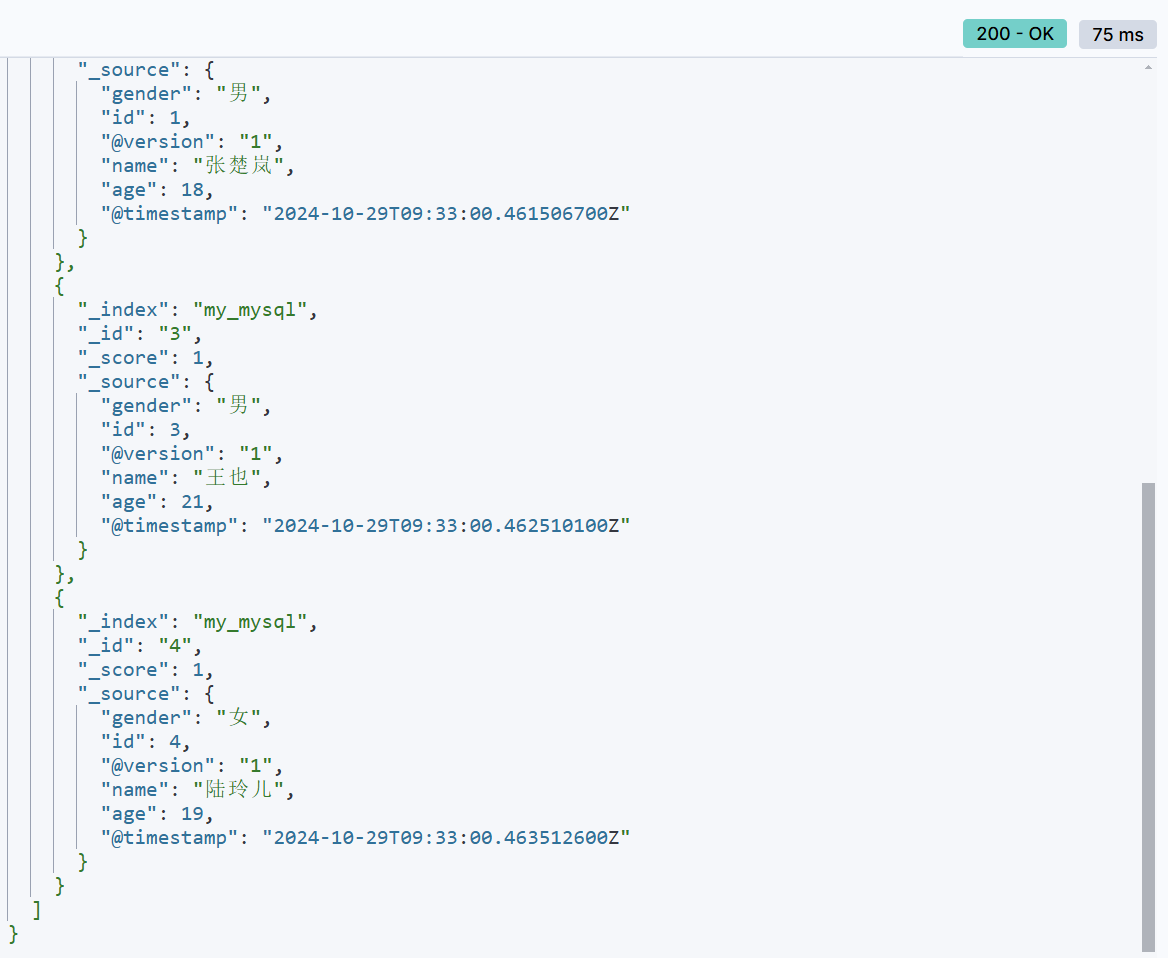 200 - OK 75 ms
"_source": {
"gender": "男",
"id": 1,
"@version": "1",
"name": "张楚岚",
"age": 18,
"@timestamp": "2024-10-29T09:33:00.461506700Z"
}
},
{
"_index": "my_mysql",
"_id": "3",
"_score": 1,
"_source": {
"gender": "男",
"id": 3,
"@version": "1",
"name": "王也",
"age": 21,
"@timestamp": "2024-10-29T09:33:00.462510100Z"
}
},
{
"_index": "my_mysql",
"_id": "4",
"_score": 1,
"_source": {
"gender": "女",
"id": 4,
"@version": "1",
"name": "陆玲儿",
"age": 19,
"@timestamp": "2024-10-29T09:33:00.463512600Z"
}
}
]
}